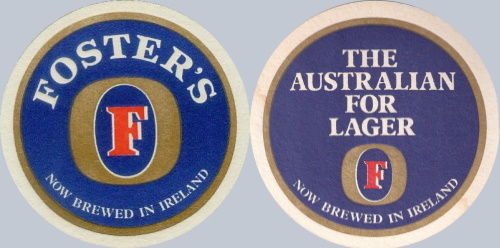 FOSTER'S
F
NOW BREWED IN IRELAND
THE
AUSTRALIAN
FOR
LAGER
F
NOW BREWED IN IRELAND